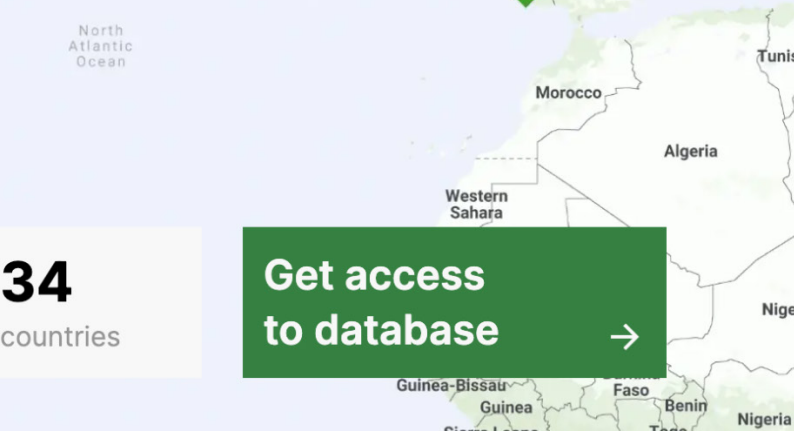 North
Atlantic
Ocean
Tunis
Morocco
Algeria
Western
Sahara
34
countries
Get access
to database
→
Nige
Guinea-Bissau
Faso
Guinea
Benin
Nigeria